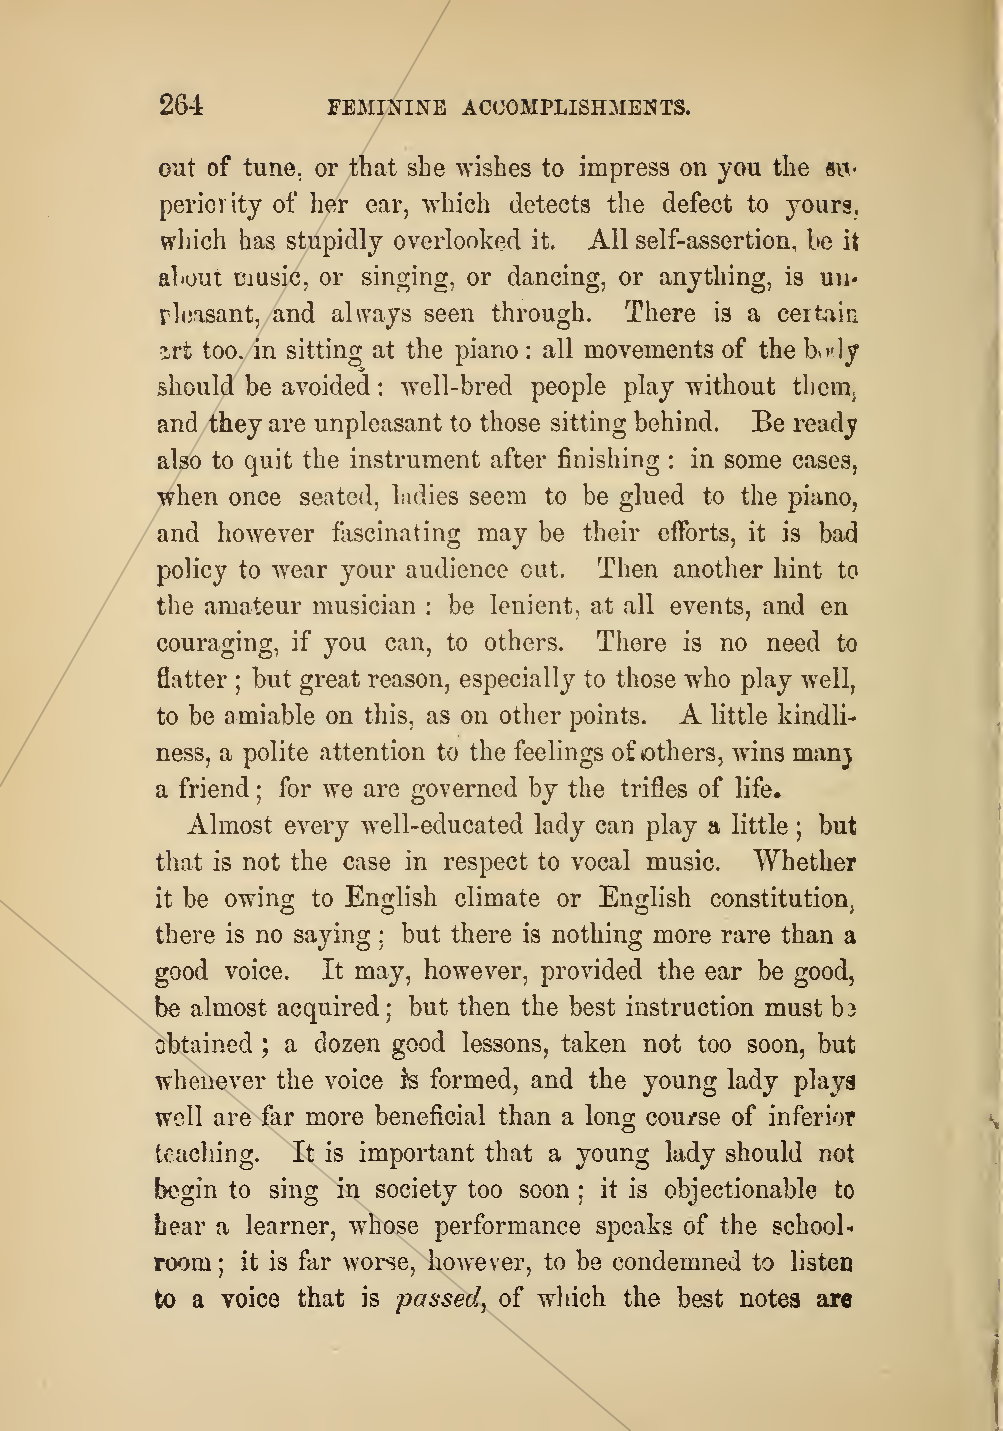 264 FEMININE ACCOMPLISHMENTS.
out of tune, or that she wishes to impress on you the su-
periority of her ear, which detects the defect to yours,
which has stupidly overlooked it. All self-assertion, be it
about music, or singing, or dancing, or anything, is un-
pleasant, and always seen through. There is a certain
art too, in sitting at the piano : all movements of the body
should be avoided : well-bred people play without them,
and they are unpleasant to those sitting behind. Be ready
also to quit the instrument after finishing : in some cases,
when once seated, ladies seem to be glued to the piano,
and however fascinating may be their efforts, it is bad
policy to wear your audience out. Then another hint to
the amateur musician : be lenient, at all events, and en
couraging, if you can, to others. There is no need to
flatter ; but great reason, especially to those who play well,
to be amiable on this, as on other points. A little kindli-
ness, a polite attention to the feelings of others, wins many
a friend ; for we are governed by the trifles of life.
Almost every well-educated lady can play a little ; but
that is not the case in respect to vocal music. Whether
it be owing to English climate or English constitution,
there is no saying ; but there is nothing more rare than a
good voice. It may, however, provided the ear be good,
be almost acquired ; but then the best instruction must be
obtained ; a dozen good lessons, taken not too soon, but
whenever the voice is formed, and the young lady plays
well are far more beneficial than a long course of inferior
teaching. It is important that a young lady should not
begin to sing in society too soon ; it is objectionable to
hear a learner, whose performance speaks of the school-
room ; it is far worse, however, to be condemned to listen
to a voice that is passed, of which the best notes are